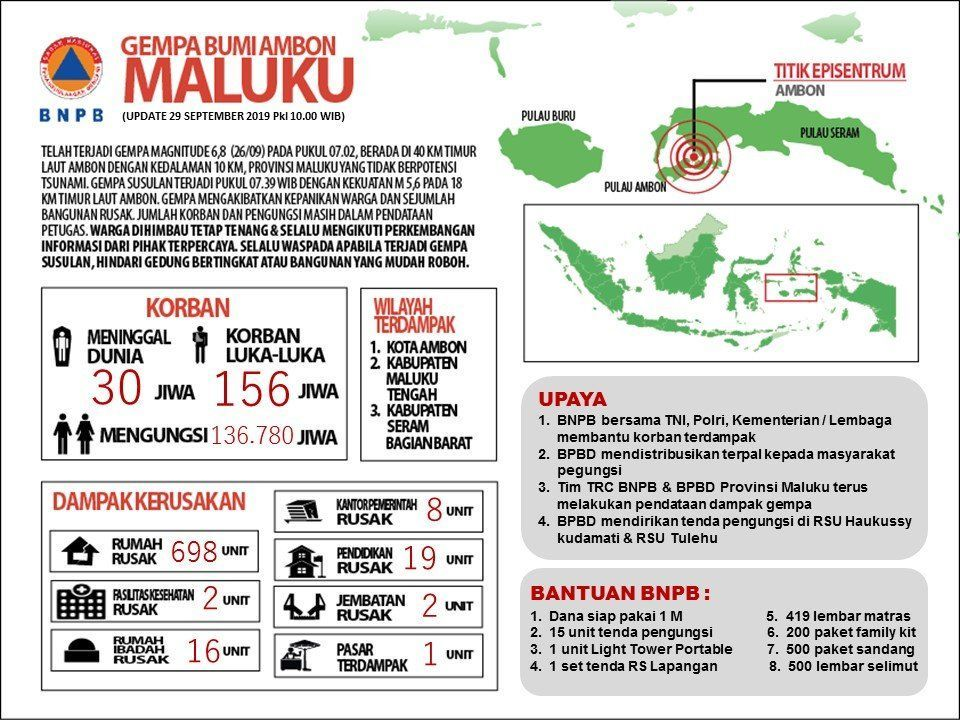 BADAN NASIONAL
PENANGGULANGAN BENCANA
BNPB
GEMPA BUMI AMBON
MALUKU
(UPDATE 29 SEPTEMBER 2019 Pkl 10.00 WIB)
TELAH TERJADI GEMPA MAGNITUDE 6,8 (26/09) PADA PUKUL 07.02, BERADA DI 40 KM TIMUR
LAUT AMBON DENGAN KEDALAMAN 10 KM, PROVINSI MALUKU YANG TIDAK BERPOTENSI
TSUNAMI. GEMPA SUSULAN TERJADI PUKUL 07.39 WIB DENGAN KEKUATAN M 5,6 PADA 18
KM TIMUR LAUT AMBON. GEMPA MENGAKIBATKAN KEPANIKAN WARGA DAN SEJUMLAH
BANGUNAN RUSAK. JUMLAH KORBAN DAN PENGUNGSI MASIH DALAM PENDATAAN
PETUGAS. WARGA DIHIMBAU TETAP TENANG & SELALU MENGIKUTI PERKEMBANGAN
INFORMASI DARI PIHAK TERPERCAYA. SELALU WASPADA APABILA TERJADI GEMPA
SUSULAN, HINDARI GEDUNG BERTINGKAT ATAU BANGUNAN YANG MUDAH ROBOH.
TITIK EPISENTRUM
AMBON
PULAU BURU
PULAU SERAM
PULAU AMBON
KORBAN
MENINGGAL DUNIA
30 JIWA
KORBAN LUKA-LUKA
156 JIWA
MENGUNGSI 136.780 JIWA
WILAYAH
TERDAMPAK
1. KOTA AMBON
2. KABUPATEN
MALUKU
TENGAH
3. KABUPATEN
SERAM
BAGIAN BARAT
DAMPAK KERUSAKAN
RUMAH RUSAK 698 UNIT
FASILITAS KESEHATAN RUSAK 2 UNIT
RUMAH IBADAH RUSAK 16 UNIT
KANTOR PEMERINTAH RUSAK 8 UNIT
PENDIDIKAN RUSAK 19 UNIT
JEMBATAN RUSAK 2 UNIT
PASAR TERDAMPAK 1 UNIT
UPAYA
1. BNPB bersama TNI, Polri, Kementerian / Lembaga
membantu korban terdampak
2. BPBD mendistribusikan terpal kepada masyarakat
pegungsi
3. Tim TRC BNPB & BPBD Provinsi Maluku terus
melakukan pendataan dampak gempa
4. BPBD mendirikan tenda pengungsi di RSU Haukussy
kudamati & RSU Tulehu
BANTUAN BNPB :
1. Dana siap pakai 1 M
2. 15 unit tenda pengungsi
3. 1 unit Light Tower Portable
4. 1 set tenda RS Lapangan
5. 419 lembar matras
6. 200 paket family kit
7. 500 paket sandang
8. 500 lembar selimut